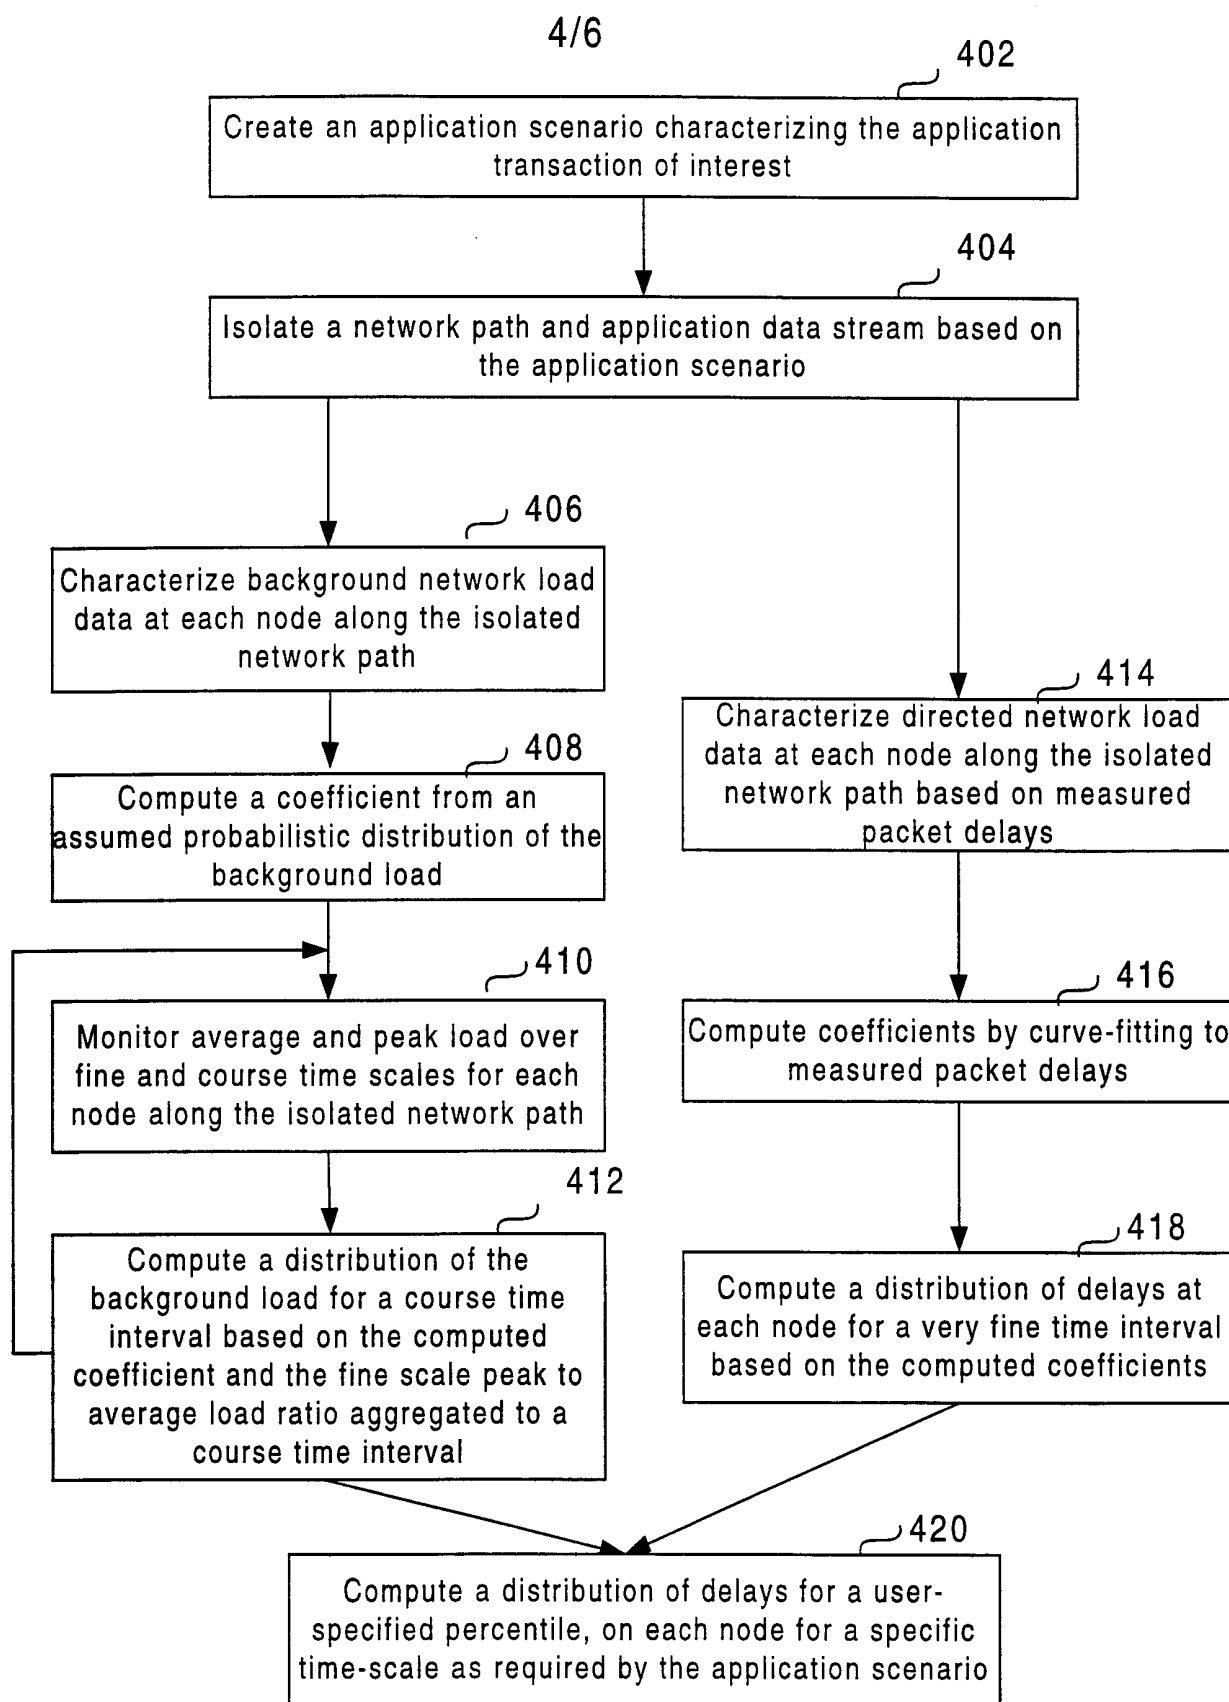 4/6
402
Create an application scenario characterizing the application
transaction of interest
404
Isolate a network path and application data stream based on
the application scenario
406
Characterize background network load
data at each node along the isolated
network path
408
Compute a coefficient from an
assumed probabilistic distribution of the
background load
410
Monitor average and peak load over
fine and course time scales for each
node along the isolated network path
412
Compute a distribution of the
background load for a course time
interval based on the computed
coefficient and the fine scale peak to
average load ratio aggregated to a
course time interval
414
Characterize directed network load
data at each node along the isolated
network path based on measured
packet delays
416
Compute coefficients by curve-fitting to
measured packet delays
418
Compute a distribution of delays at
each node for a very fine time interval
based on the computed coefficients
420
Compute a distribution of delays for a user-
specified percentile, on each node for a specific
time-scale as required by the application scenario